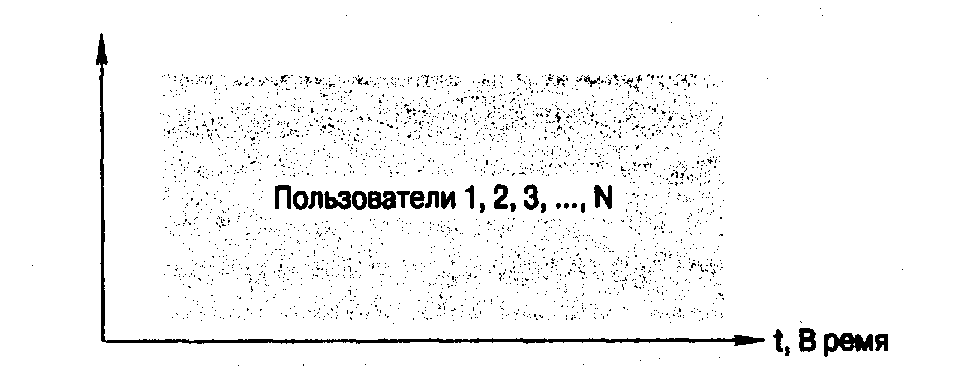 Пользователи 1, 2, 3, ..., N
t, В ремя